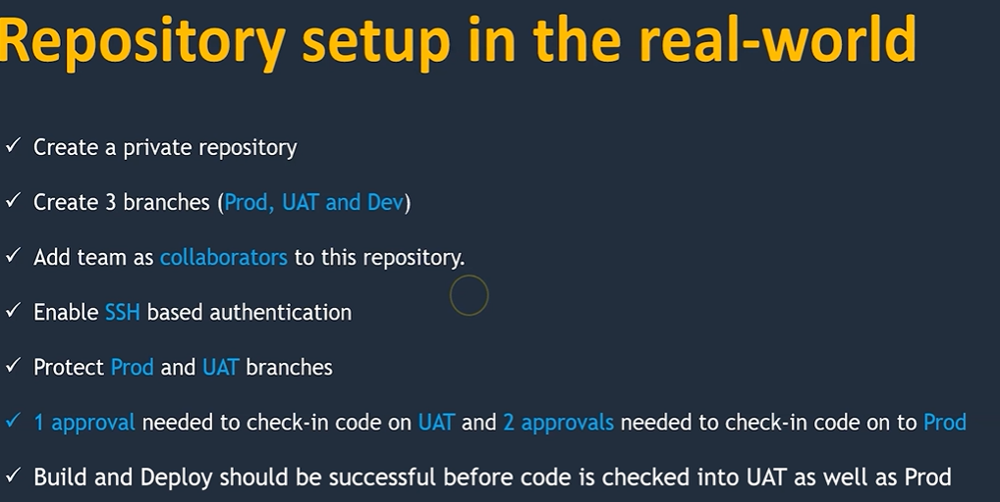 Repository setup in the real-world
✓ Create a private repository
✓ Create 3 branches (Prod, UAT and Dev)
✓ Add team as collaborators to this repository.
✓ Enable SSH based authentication
✓ Protect Prod and UAT branches
✓ 1 approval needed to check-in code on UAT and 2 approvals needed to check-in code on to Prod
✓ Build and Deploy should be successful before code is checked into UAT as well as Prod